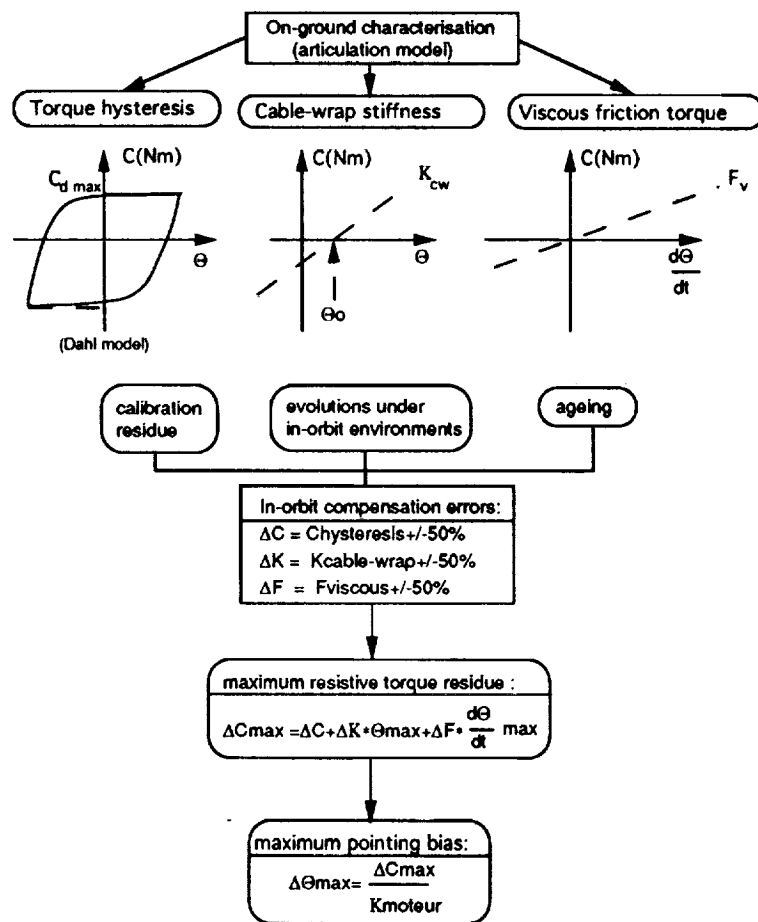 On-ground characterisation
(articulation model)
Torque hysteresis
Cable-wrap stiffness
Viscous friction torque
C(Nm)
C_d max
Θ
(Dahl model)
C(Nm)
K_cw
Θ
Θo
C(Nm)
F_v
dΘ
dt
calibration
residue
evolutions under
in-orbit environments
ageing
In-orbit compensation errors:
ΔC = Chysteresis+/-50%
ΔK = Kcable-wrap+/-50%
ΔF = Fviscous+/-50%
maximum resistive torque residue :
ΔCmax =ΔC+ΔK*Θmax+ΔF* dΘ/dt max
maximum pointing bias:
ΔΘmax= ΔCmax/Kmoteur